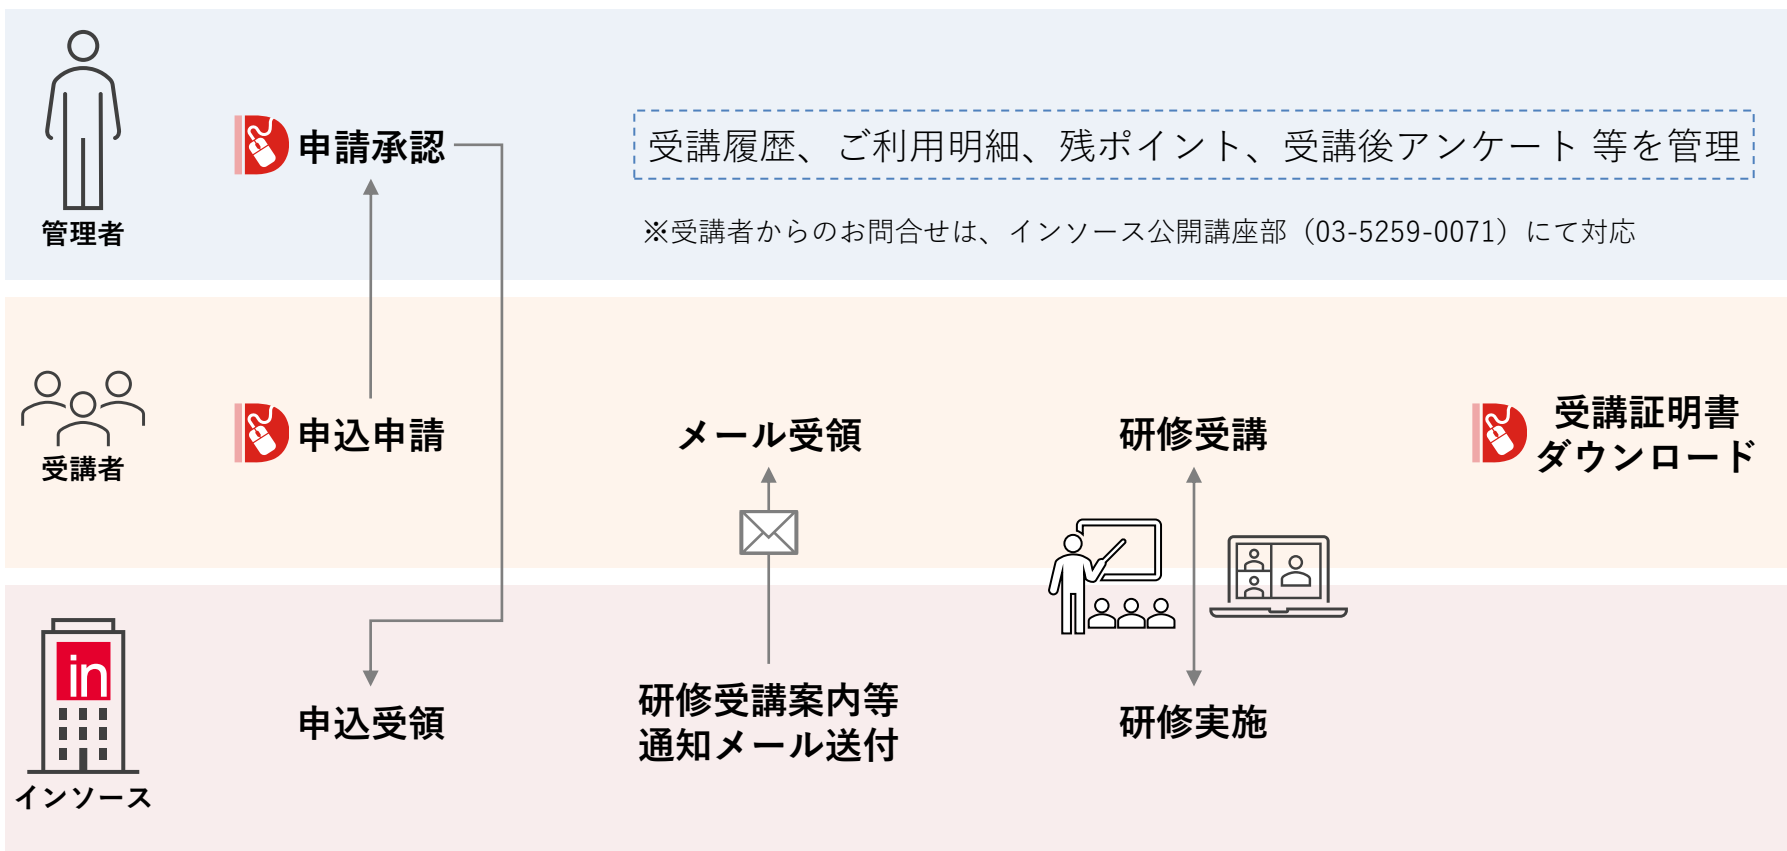 申請承認
受講履歴、ご利用明細、残ポイント、受講後アンケート 等を管理
管理者
※受講者からのお問合せは、インソース公開講座部（03-5259-0071）にて対応
申込申請
メール受領
研修受講
受講証明書
ダウンロード
受講者
in
申込受領
研修受講案内等
通知メール送付
研修実施
インソース